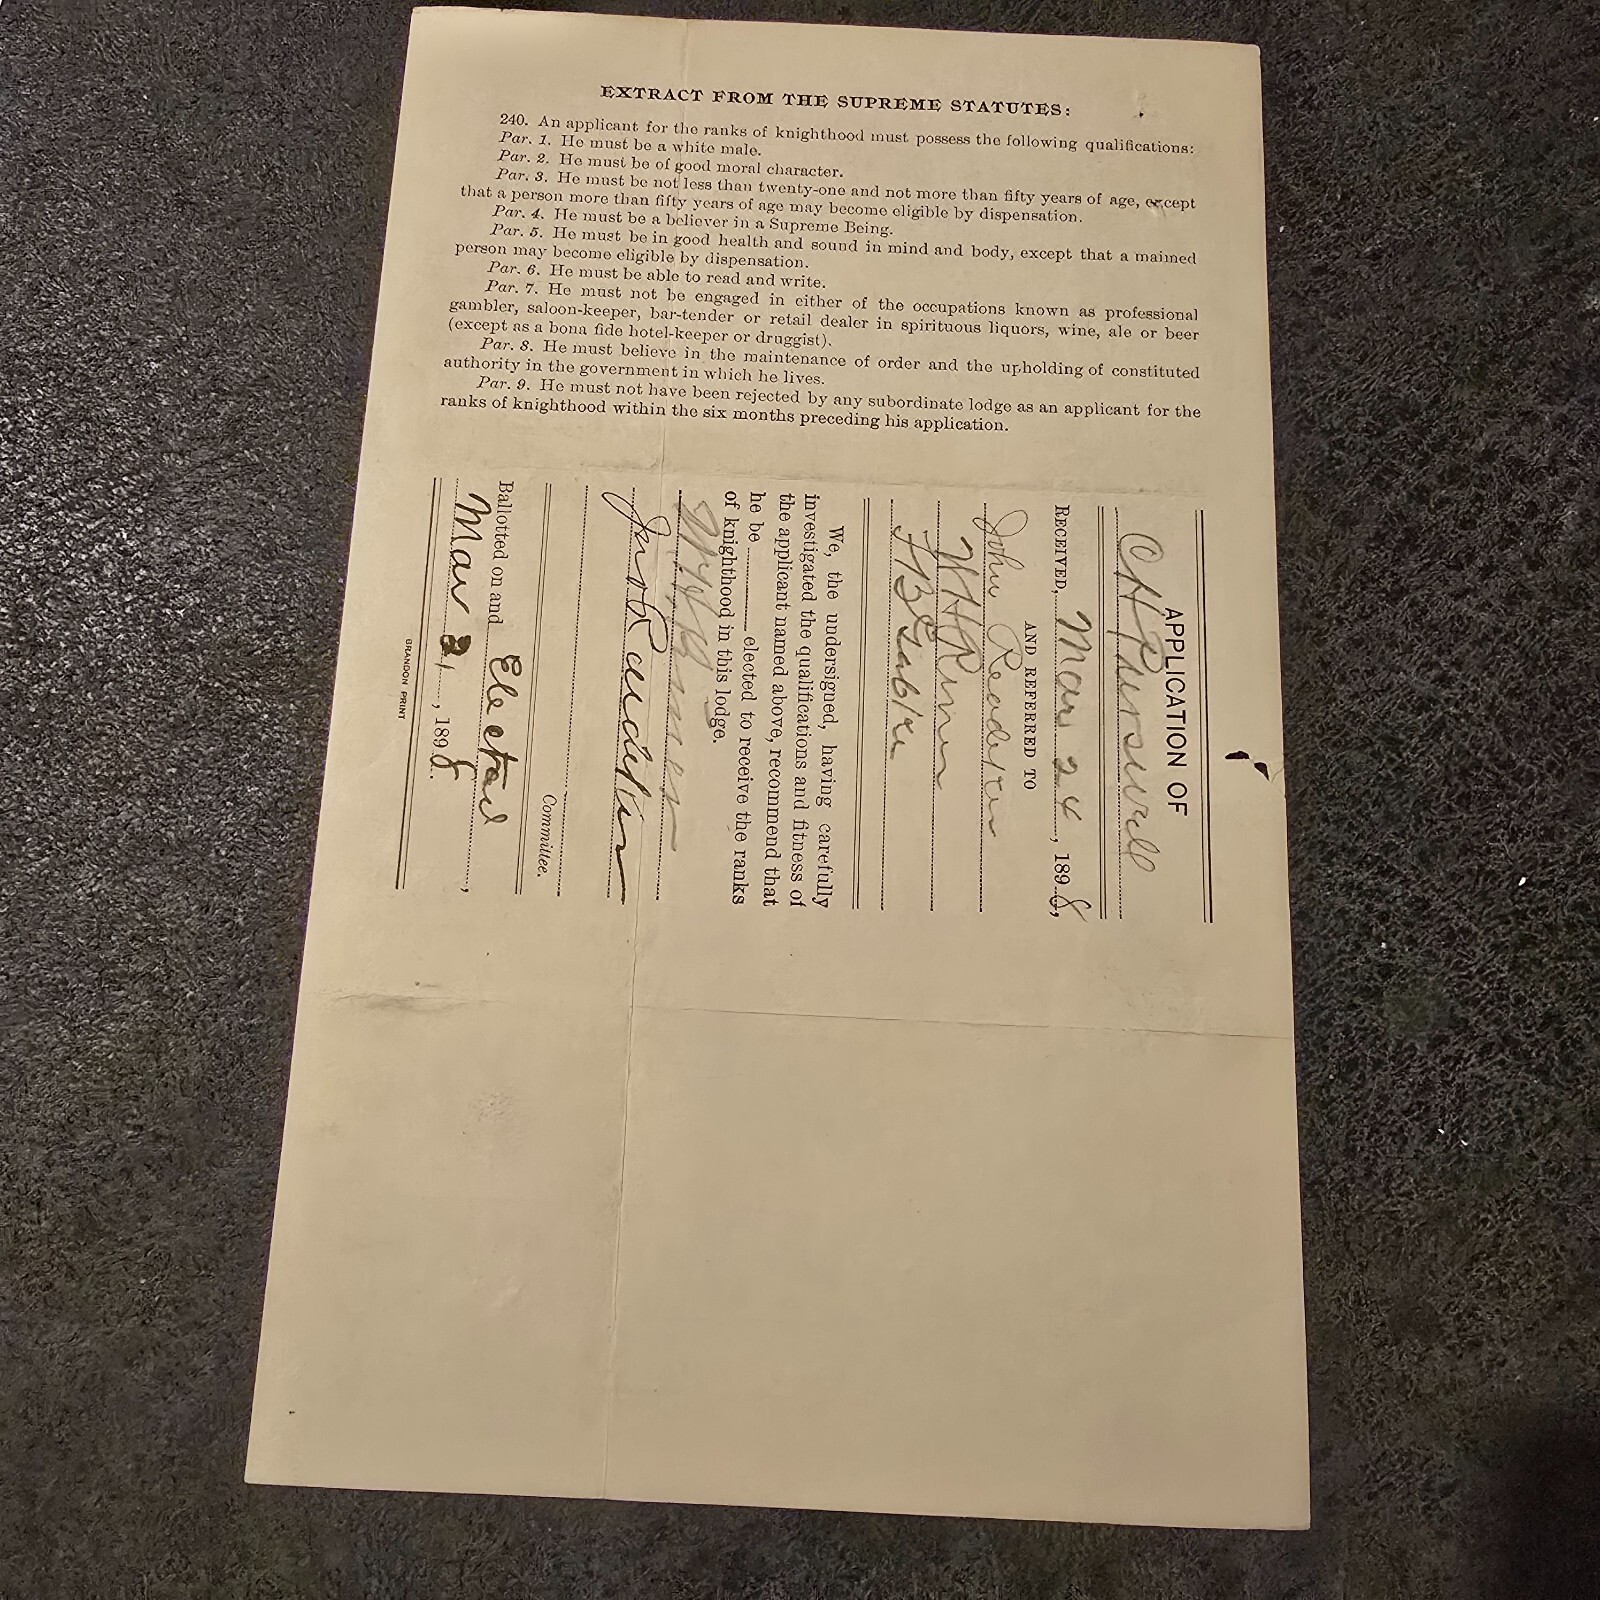 EXTRACT FROM THE SUPREME STATUTES:
240. An applicant for the ranks of knighthood must possess the following qualifications:
Par. 1. He must be a white male.
Par. 2. He must be of good moral character.
Par. 3. He must be not less than twenty-one and not more than fifty years of age, except
that a person more than fifty years of age may become eligible by dispensation.
Par. 4. He must be a believer in a Supreme Being.
Par. 5. He must be in good health and sound in mind and body, except that a maimed
person may become eligible by dispensation.
Par. 6. He must be able to read and write.
Par. 7. He must not be engaged in either of the occupations known as professional
gambler, saloon-keeper, bar-tender or retail dealer in spirituous liquors, wine, ale or beer
(except as a bona fide hotel-keeper or druggist).
Par. 8. He must believe in the maintenance of order and the upholding of constituted
authority in the government in which he lives.
Par. 9. He must not have been rejected by any subordinate lodge as an applicant for the
ranks of knighthood within the six months preceding his application.
APPLICATION OF
C H
RECEIVED, Mar 24, 1898,
AND REFERRED TO
John
W H
We, the undersigned, having carefully
investigated the qualifications and fitness of
the applicant named above, recommend that
he be elected to receive the ranks
of knighthood in this lodge.
Committee.
Ballotted on and Elected
Mar 31, 1898.
BRANDON PRINT